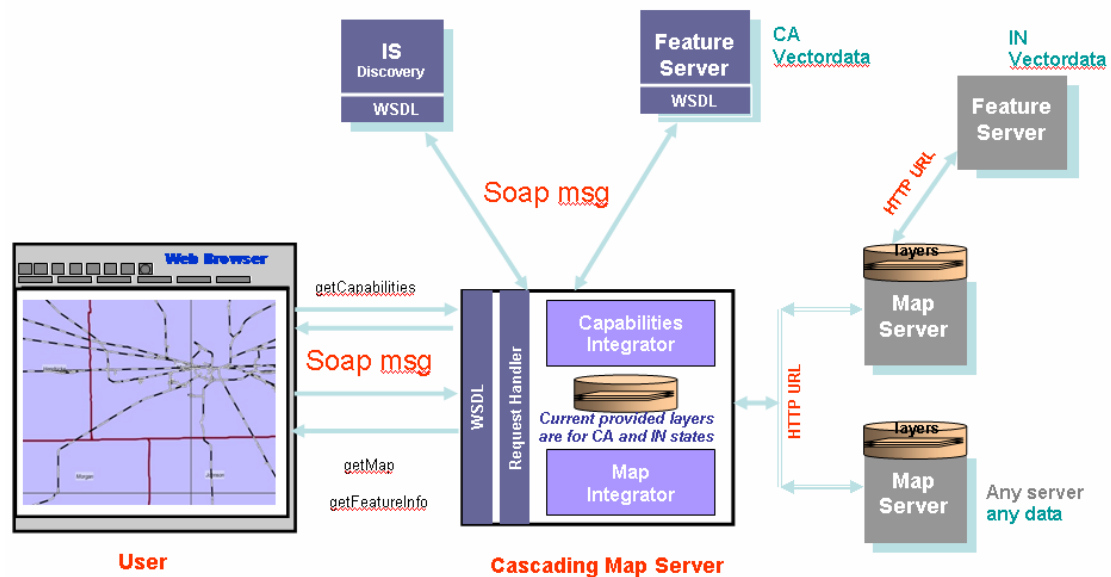 IS
Discovery
WSDL
Feature
Server
WSDL
CA
Vectordata
IN
Vectordata
Feature
Server
HTTP URL
Soap msg
Web Browser
getCapabilities
Soap msg
getMap
getFeatureInfo
WSDL
Request Handler
Capabilities
Integrator
Current provided layers
are for CA and IN states
Map
Integrator
HTTP URL
layers
Map
Server
layers
Map
Server
Any server
any data
Morgan
User
Cascading Map Server